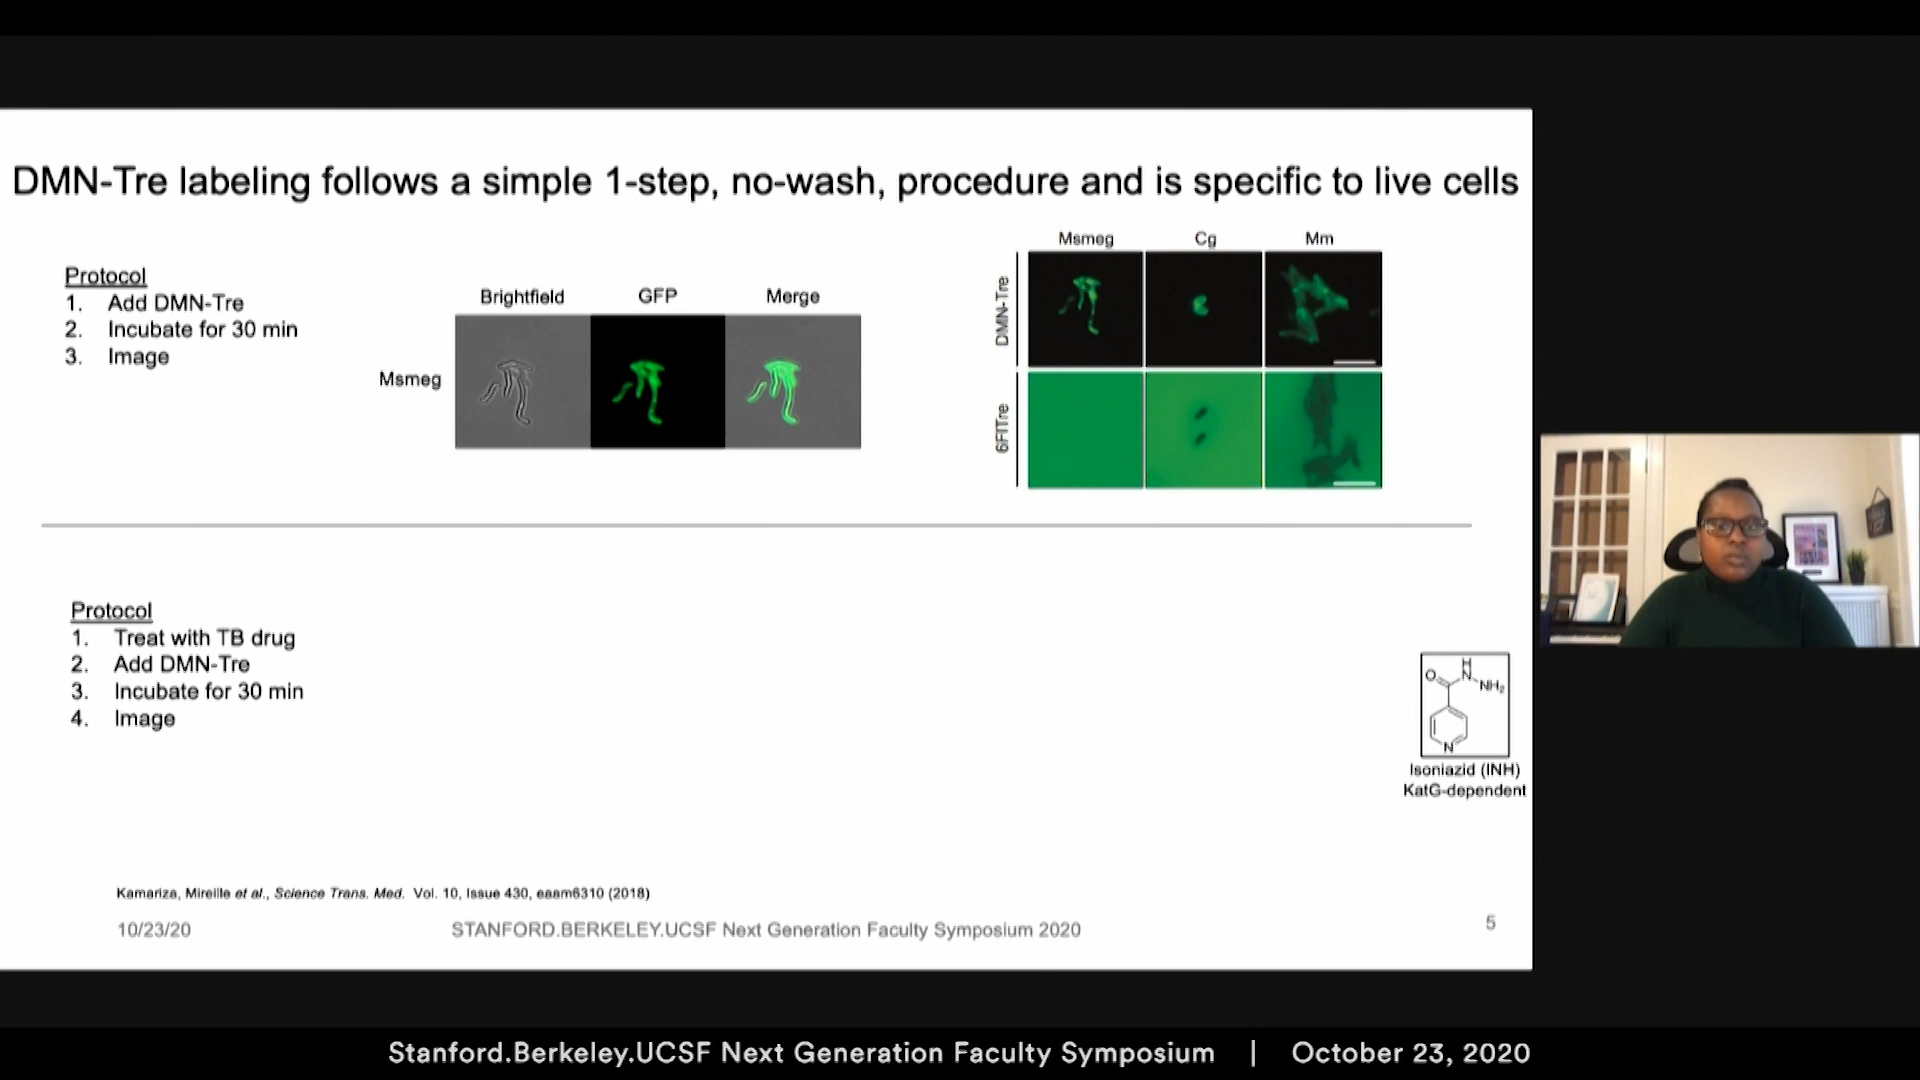 DMN-Tre labeling follows a simple 1-step, no-wash, procedure and is specific to live cells
Protocol
1. Add DMN-Tre
2. Incubate for 30 min
3. Image
Brightfield GFP Merge
Msmeg
Msmeg Cg Mm
DMN-Tre
6FlTre
Protocol
1. Treat with TB drug
2. Add DMN-Tre
3. Incubate for 30 min
4. Image
H
O N NH₂
N
Isoniazid (INH)
KatG-dependent
Kamariza, Mireille et al., Science Trans. Med. Vol. 10, Issue 430, eaam6310 (2018)
10/23/20 STANFORD.BERKELEY.UCSF Next Generation Faculty Symposium 2020 5
Stanford.Berkeley.UCSF Next Generation Faculty Symposium | October 23, 2020